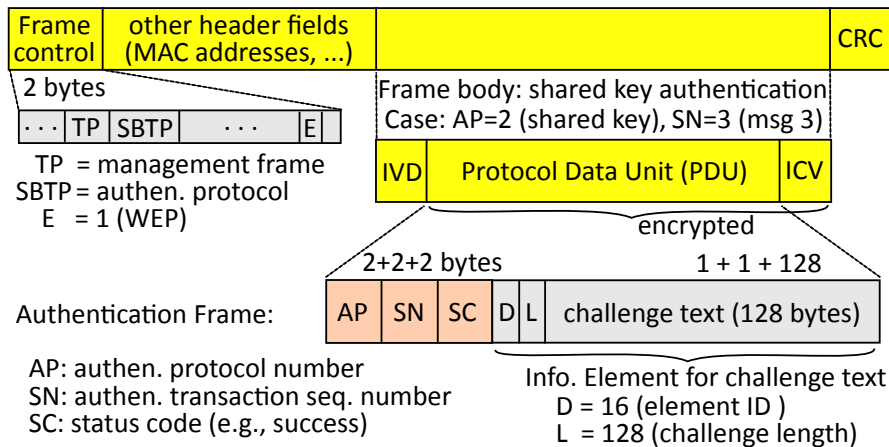 Frame control
other header fields (MAC addresses, ...)
CRC
2 bytes
Frame body: shared key authentication
Case: AP=2 (shared key), SN=3 (msg 3)
· · · TP SBTP · · · E
TP = management frame
SBTP = authen. protocol
E = 1 (WEP)
IVD Protocol Data Unit (PDU) ICV
encrypted
2+2+2 bytes
1 + 1 + 128
Authentication Frame:
AP SN SC D L challenge text (128 bytes)
AP: authen. protocol number
SN: authen. transaction seq. number
SC: status code (e.g., success)
Info. Element for challenge text
D = 16 (element ID )
L = 128 (challenge length)